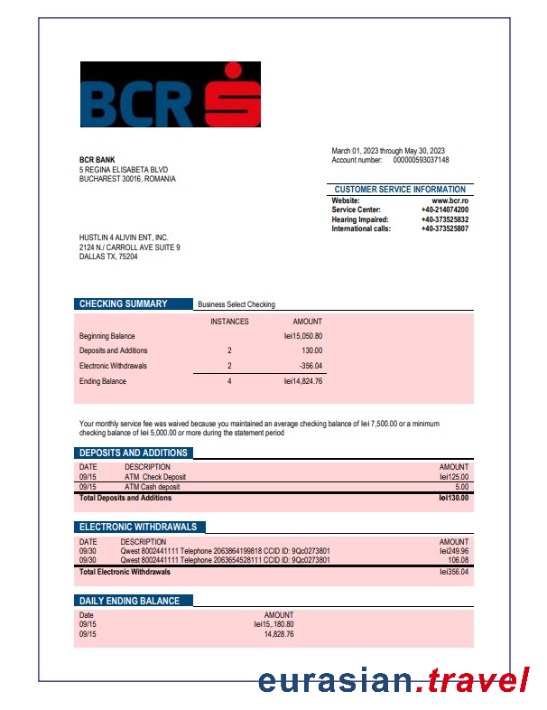 BCR
March 01, 2023 through May 30, 2023
Account number: 000000593037148
BCR BANK
5 REGINA ELISABETA BLVD
BUCHAREST 30016, ROMANIA
CUSTOMER SERVICE INFORMATION
Website: www.bcr.ro
Service Center: +40-214074200
Hearing Impaired: +40-373525832
International calls: +40-373525807
HUSTLIN 4 ALIVIN ENT, INC.
2124 N./ CARROLL AVE SUITE 9
DALLAS TX, 75204
CHECKING SUMMARY Business Select Checking
INSTANCES AMOUNT
Beginning Balance lei15,050.80
Deposits and Additions 2 130.00
Electronic Withdrawals 2 -356.04
Ending Balance 4 lei14,824.76
Your monthly service fee was waived because you maintained an average checking balance of lei 7,500.00 or a minimum
checking balance of lei 5,000.00 or more during the statement period
DEPOSITS AND ADDITIONS
DATE DESCRIPTION AMOUNT
09/15 ATM Check Deposit lei125.00
09/15 ATM Cash deposit 5.00
Total Deposits and Additions lei130.00
ELECTRONIC WITHDRAWALS
DATE DESCRIPTION AMOUNT
09/30 Qwest 8002441111 Telephone 2063864199818 CCID ID: 9Qc0273801 lei249.96
09/30 Qwest 8002441111 Telephone 2063654528111 CCID ID: 9Qc0273801 106.08
Total Electronic Withdrawals lei356.04
DAILY ENDING BALANCE
Date AMOUNT
09/15 lei15,.180.80
09/15 14,828.76
eurasian.travel